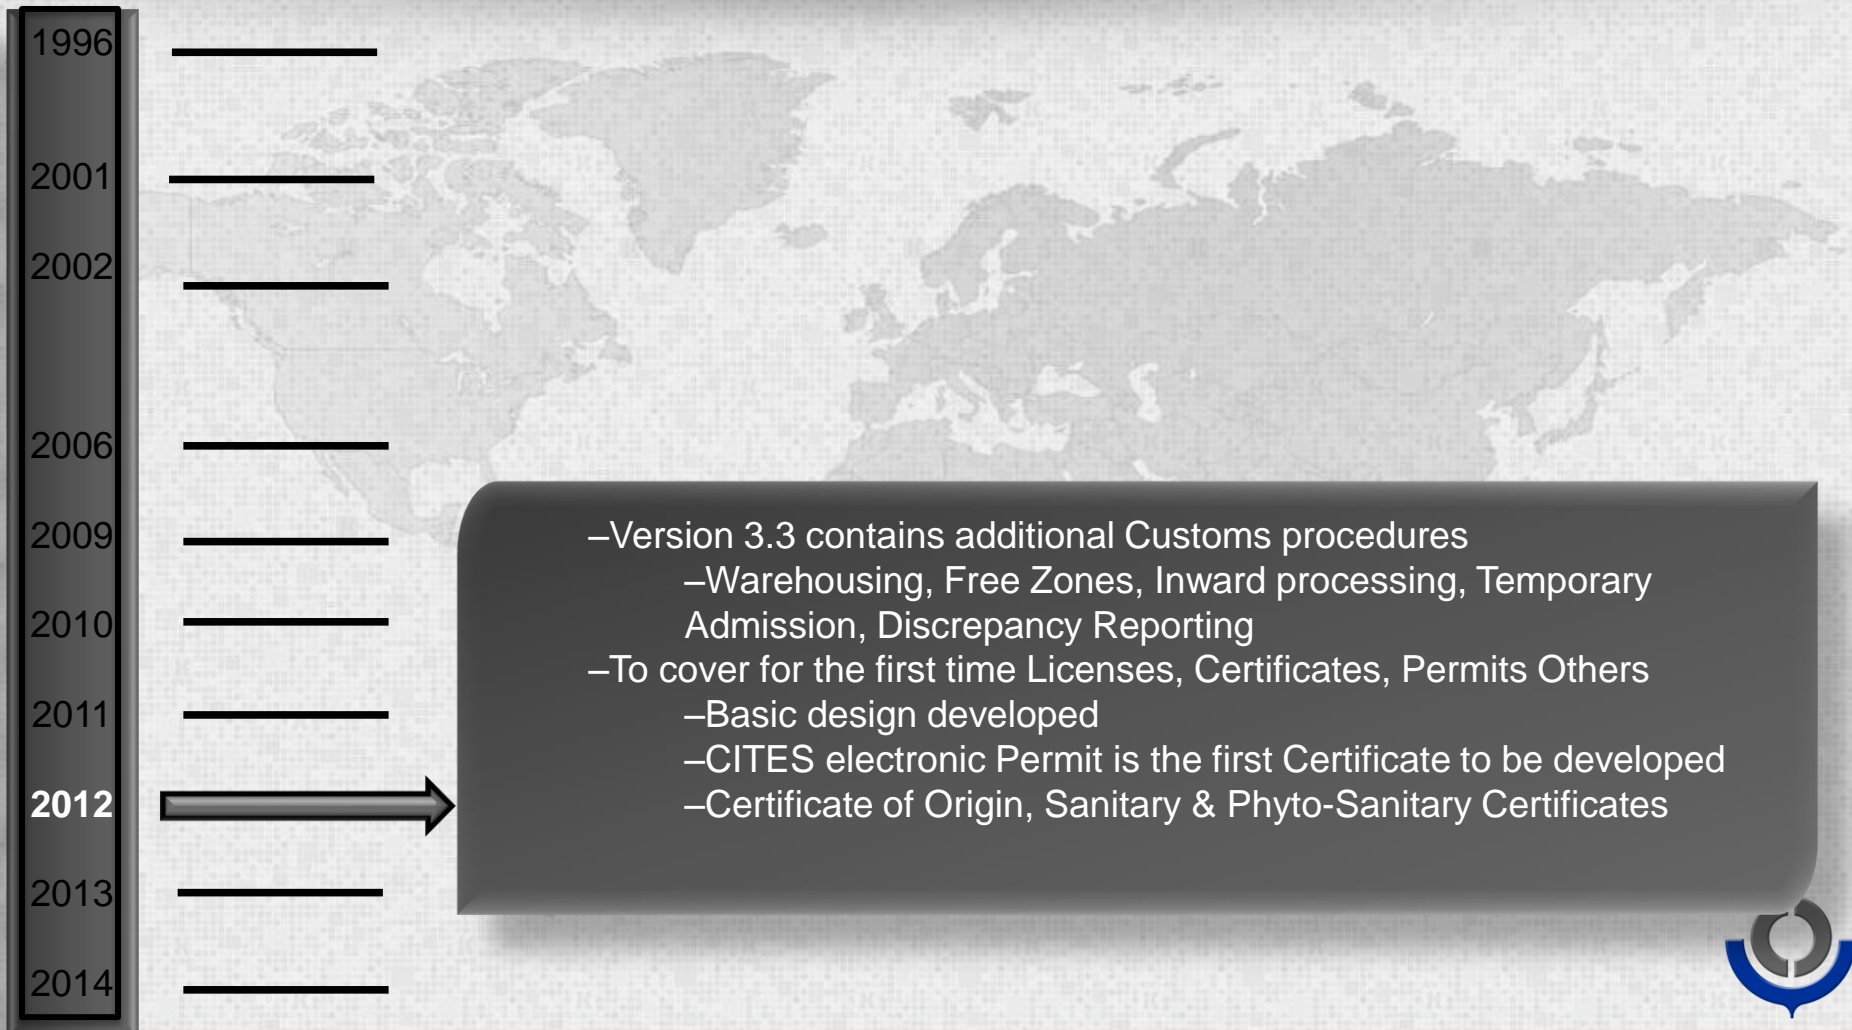 1996
2001
2002
2006
2009
2010
2011
2012
2013
2014
–Version 3.3 contains additional Customs procedures
–Warehousing, Free Zones, Inward processing, Temporary
Admission, Discrepancy Reporting
–To cover for the first time Licenses, Certificates, Permits Others
–Basic design developed
–CITES electronic Permit is the first Certificate to be developed
–Certificate of Origin, Sanitary & Phyto-Sanitary Certificates